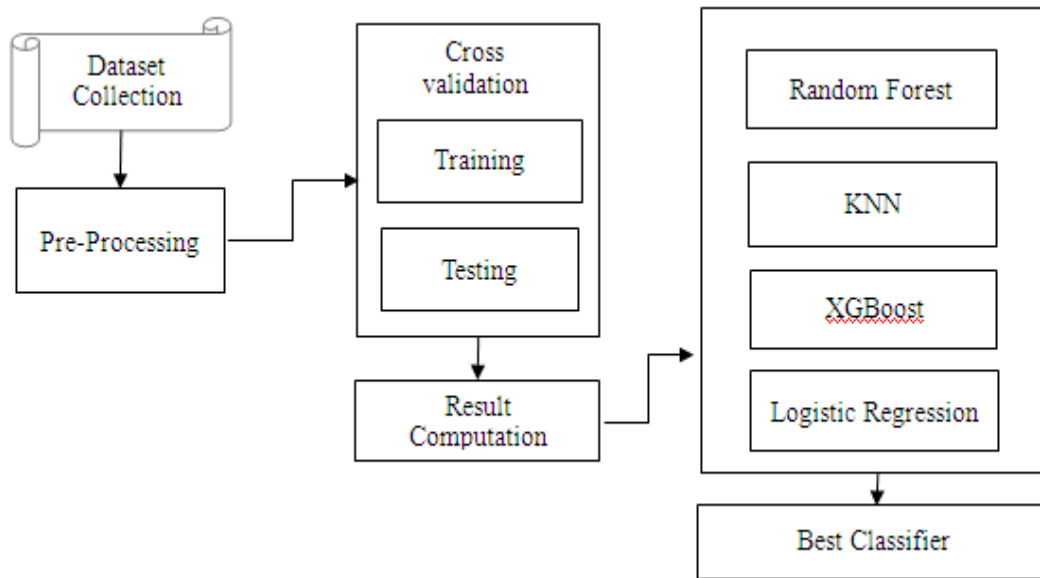 Dataset
Collection
Pre-Processing
Cross
validation
Training
Testing
Result
Computation
Random Forest
KNN
XGBoost
Logistic Regression
Best Classifier